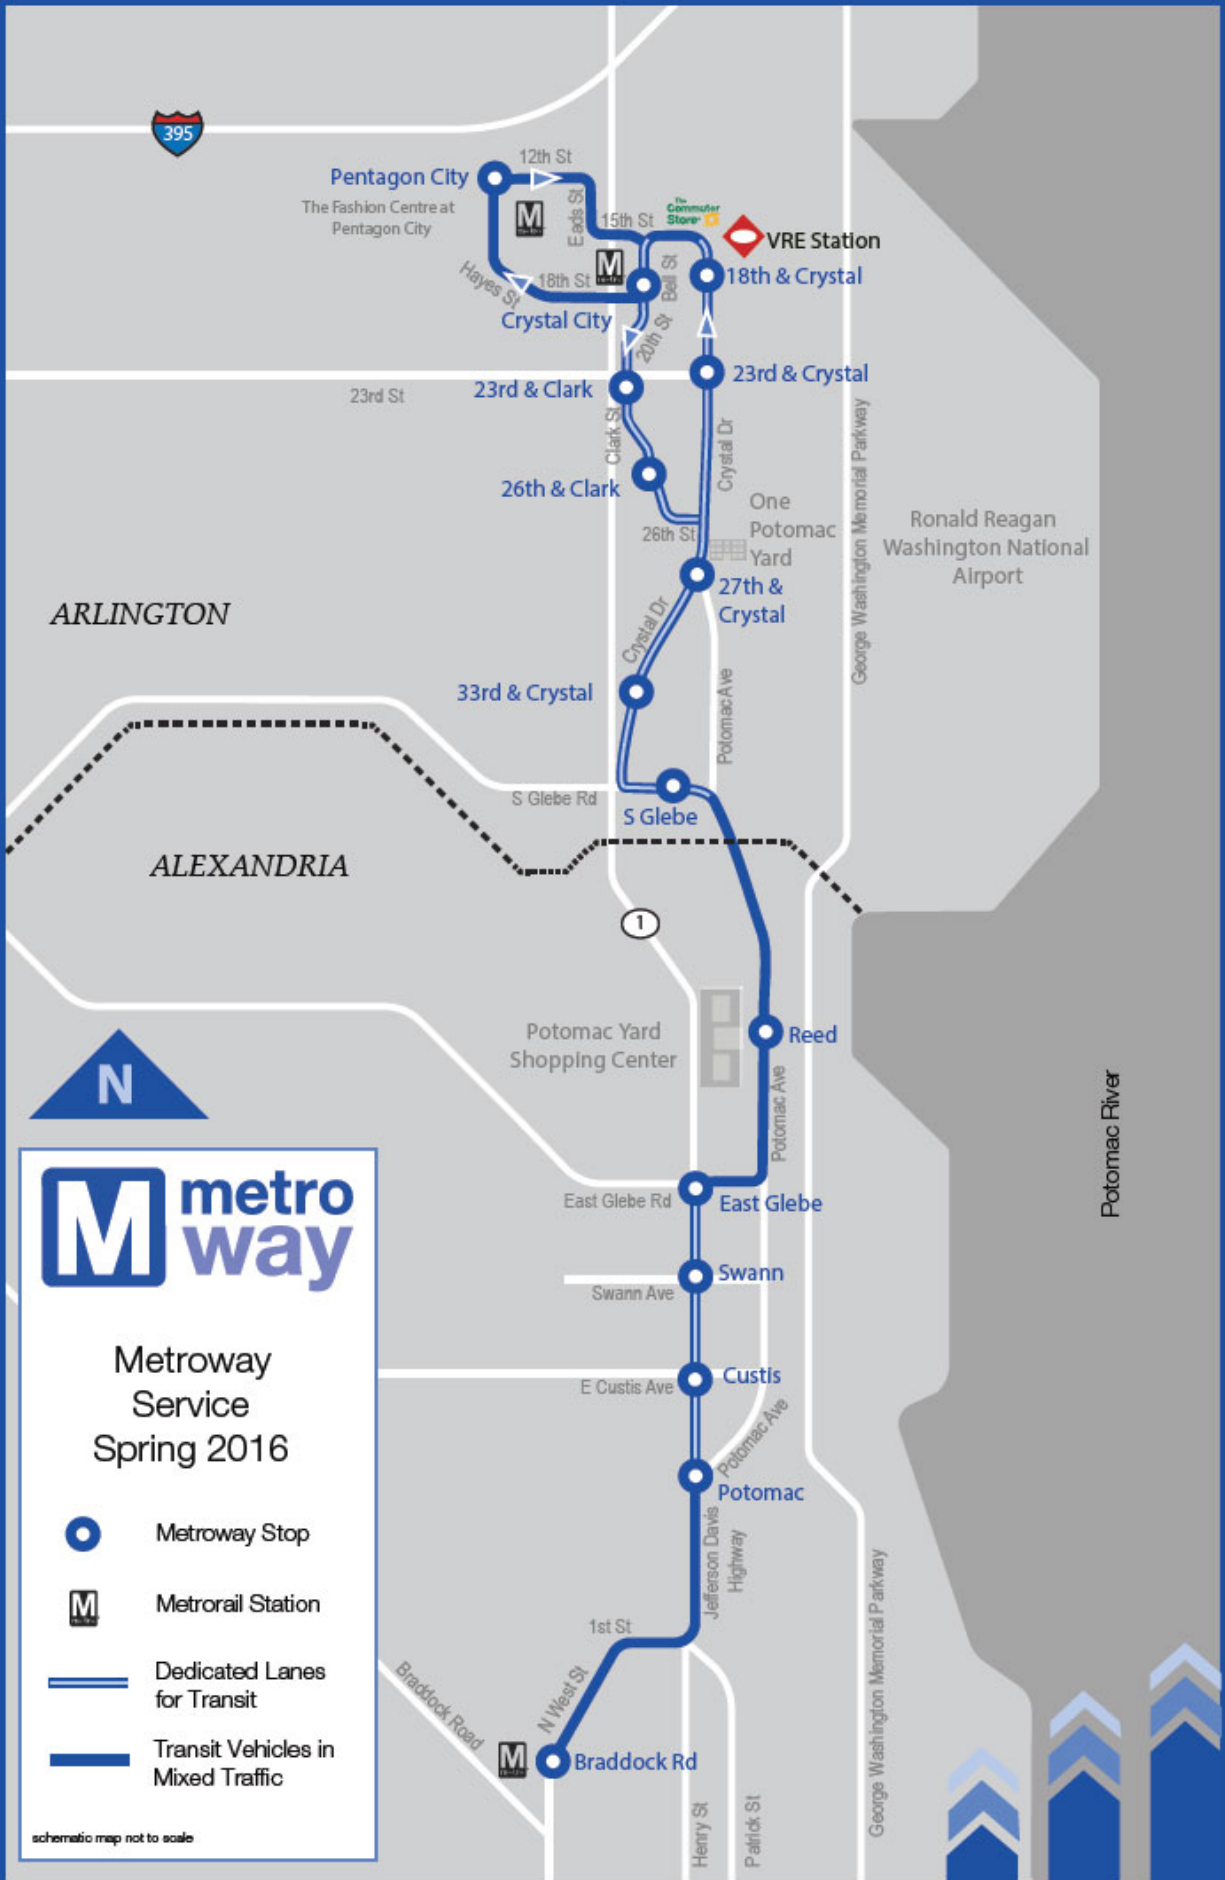 395
12th St
Pentagon City
The Fashion Centre at
Pentagon City
M
Eads St
15th St
The
Commuter
Store
VRE Station
M
18th St
Hayes St
Bell St
18th & Crystal
Crystal City
20th St
23rd & Crystal
23rd & Clark
23rd St
Clark St
Crystal Dr
George Washington Memorial Parkway
26th & Clark
One
Potomac
Yard
26th St
Ronald Reagan
Washington National
Airport
27th &
Crystal
ARLINGTON
Crystal Dr
33rd & Crystal
Potomac Ave
S Glebe Rd
S Glebe
ALEXANDRIA
1
Potomac Yard
Shopping Center
Reed
Potomac Ave
Potomac River
N
East Glebe Rd
East Glebe
Swann
Swann Ave
Custis
E Custis Ave
Potomac Ave
Potomac
Jefferson Davis
Highway
1st St
N West St
Braddock Road
M
Braddock Rd
George Washington Memorial Parkway
Henry St
Patrick St
M metro
way
Metroway
Service
Spring 2016
Metroway Stop
M
Metrorail Station
Dedicated Lanes
for Transit
Transit Vehicles in
Mixed Traffic
schematic map not to scale